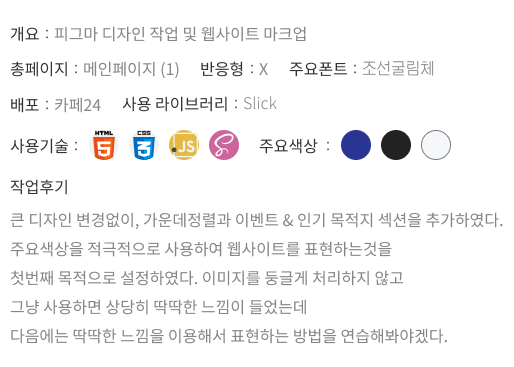 개요 : 피그마 디자인 작업 및 웹사이트 마크업
총페이지 : 메인페이지 (1) 반응형 : X 주요폰트 : 조선굴림체
배포 : 카페24 사용 라이브러리 : Slick
사용기술 : HTML 5 CSS 3 JS 주요색상 :
작업후기
큰 디자인 변경없이, 가운데정렬과 이벤트 & 인기 목적지 섹션을 추가하였다.
주요색상을 적극적으로 사용하여 웹사이트를 표현하는것을
첫번째 목적으로 설정하였다. 이미지를 둥글게 처리하지 않고
그냥 사용하면 상당히 딱딱한 느낌이 들었는데
다음에는 딱딱한 느낌을 이용해서 표현하는 방법을 연습해봐야겠다.